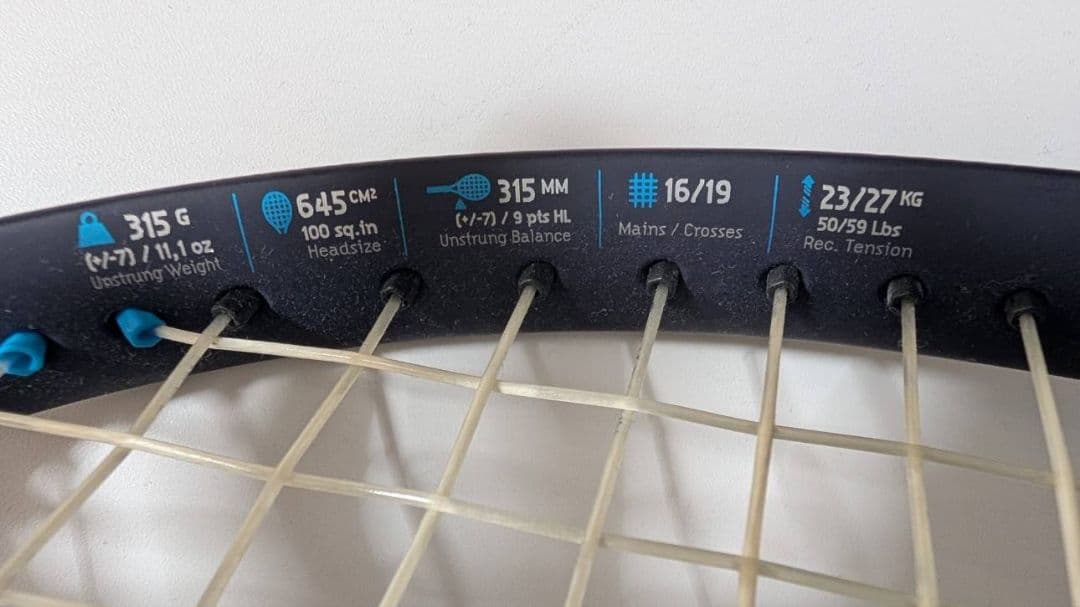 315 G
(+/-7) / 11,1 oz
Unstrung Weight
645 CM²
100 sq.in
Headsize
315 MM
(+/-7) / 9 pts HL
Unstrung Balance
16/19
Mains / Crosses
23/27 KG
50/59 Lbs
Rec. Tension